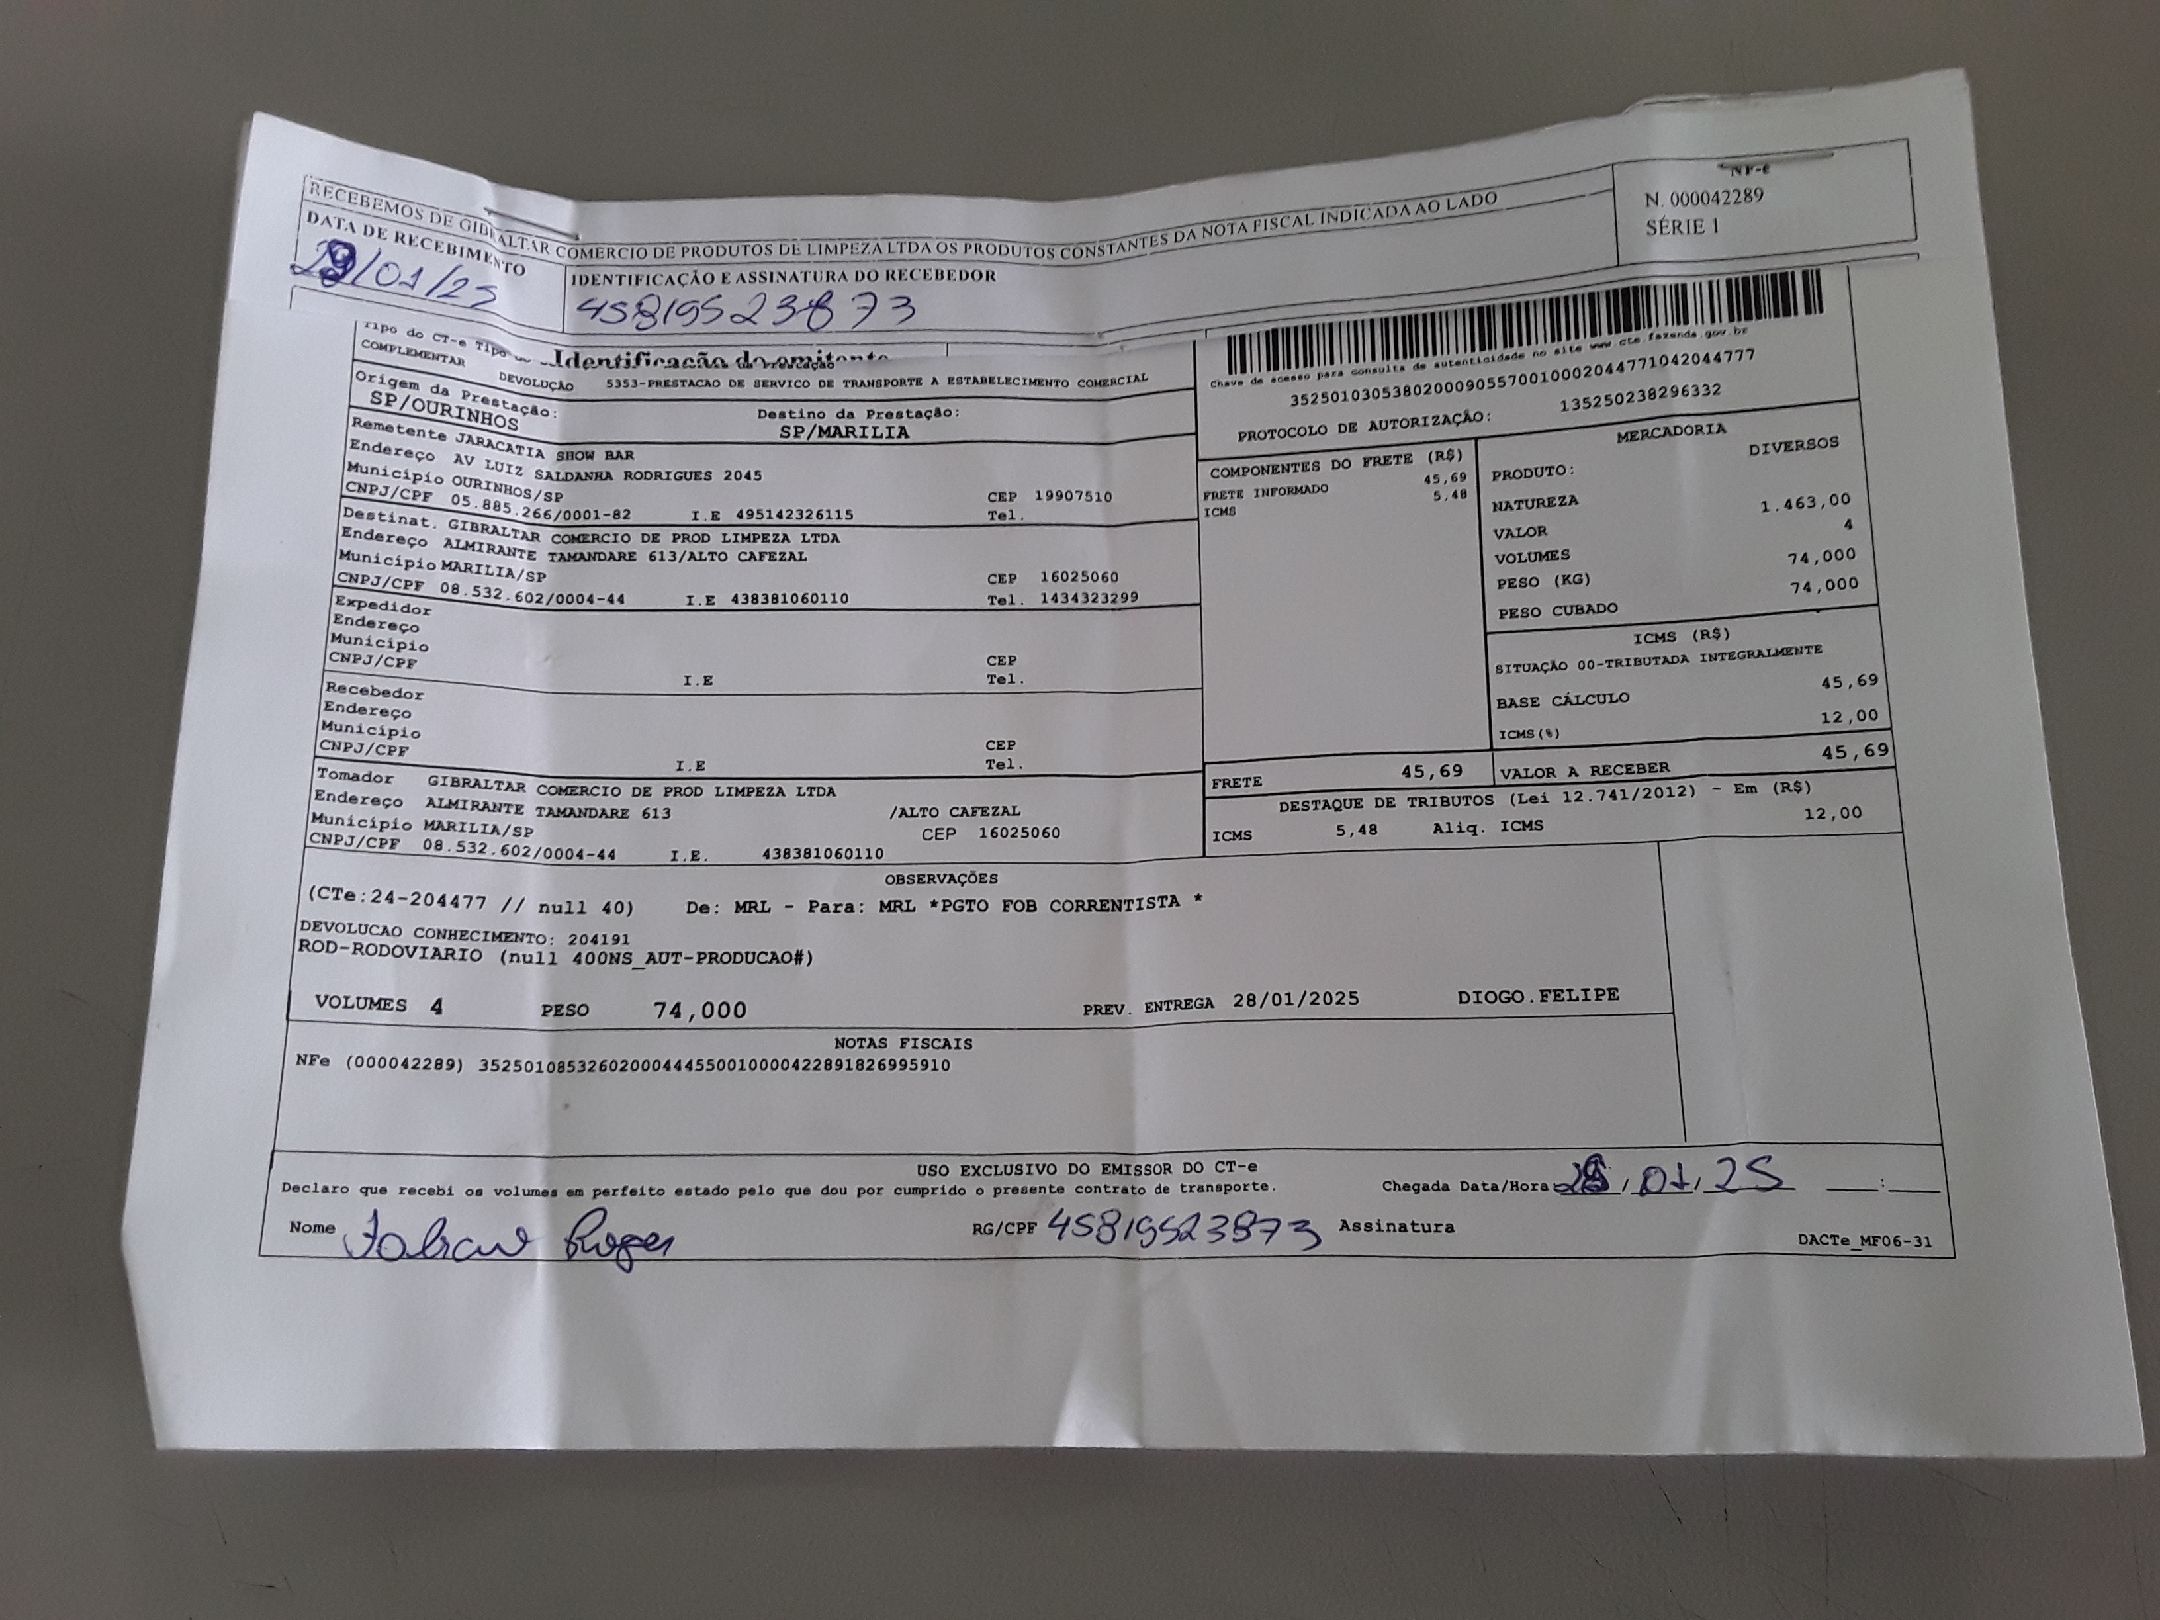 RECEBEMOS DE GIBRALTAR COMERCIO DE PRODUTOS DE LIMPEZA LTDA OS PRODUTOS CONSTANTES DA NOTA FISCAL INDICADA AO LADO
NF-e
N. 000042289
SÉRIE 1
DATA DE RECEBIMENTO
/01/25
IDENTIFICAÇÃO E ASSINATURA DO RECEBEDOR
45819523873
Identificação do emitente
Tipo do CT-e Tipo
COMPLEMENTAR DEVOLUÇÃO 5353-PRESTACAO DE SERVICO DE TRANSPORTE A ESTABELECIMENTO COMERCIAL
Origem da Prestação:
SP/OURINHOS
Destino da Prestação:
SP/MARILIA
Remetente JARACATIA SHOW BAR
Endereço AV LUIZ SALDANHA RODRIGUES 2045
Município OURINHOS/SP CEP 19907510
CNPJ/CPF 05.885.266/0001-82 I.E 495142326115 Tel.
Destinat. GIBRALTAR COMERCIO DE PROD LIMPEZA LTDA
Endereço ALMIRANTE TAMANDARE 613/ALTO CAFEZAL
Município MARILIA/SP CEP 16025060
CNPJ/CPF 08.532.602/0004-44 I.E 438381060110 Tel. 1434323299
Expedidor
Endereço
Município CEP
CNPJ/CPF I.E Tel.
Recebedor
Endereço
Município CEP
CNPJ/CPF I.E Tel.
Tomador GIBRALTAR COMERCIO DE PROD LIMPEZA LTDA
Endereço ALMIRANTE TAMANDARE 613 /ALTO CAFEZAL
Município MARILIA/SP CEP 16025060
CNPJ/CPF 08.532.602/0004-44 I.E. 438381060110
Chave de acesso para consulta de autenticidade no site www.cte.fazenda.gov.br
35250103053802000905570010002044771042044777
PROTOCOLO DE AUTORIZAÇÃO: 135250238296332
COMPONENTES DO FRETE (R$)
FRETE INFORMADO 45,69
ICMS 5,48
MERCADORIA
PRODUTO: DIVERSOS
NATUREZA
VALOR 1.463,00
VOLUMES 4
PESO (KG) 74,000
PESO CUBADO 74,000
ICMS (R$)
SITUAÇÃO 00-TRIBUTADA INTEGRALMENTE
BASE CÁLCULO 45,69
ICMS(%) 12,00
FRETE 45,69 VALOR A RECEBER 45,69
DESTAQUE DE TRIBUTOS (Lei 12.741/2012) - Em (R$)
ICMS 5,48 Aliq. ICMS 12,00
OBSERVAÇÕES
(CTe:24-204477 // null 40) De: MRL - Para: MRL *PGTO FOB CORRENTISTA *
DEVOLUCAO CONHECIMENTO: 204191
ROD-RODOVIARIO (null 400NS_AUT-PRODUCAO#)
VOLUMES 4 PESO 74,000 PREV. ENTREGA 28/01/2025 DIOGO.FELIPE
NOTAS FISCAIS
NFe (000042289) 35250108532602000444550010000422891826995910
USO EXCLUSIVO DO EMISSOR DO CT-e
Declaro que recebi os volumes em perfeito estado pelo que dou por cumprido o presente contrato de transporte. Chegada Data/Hora /01/25 :
Nome RG/CPF 45819523873 Assinatura
DACTe_MF06-31